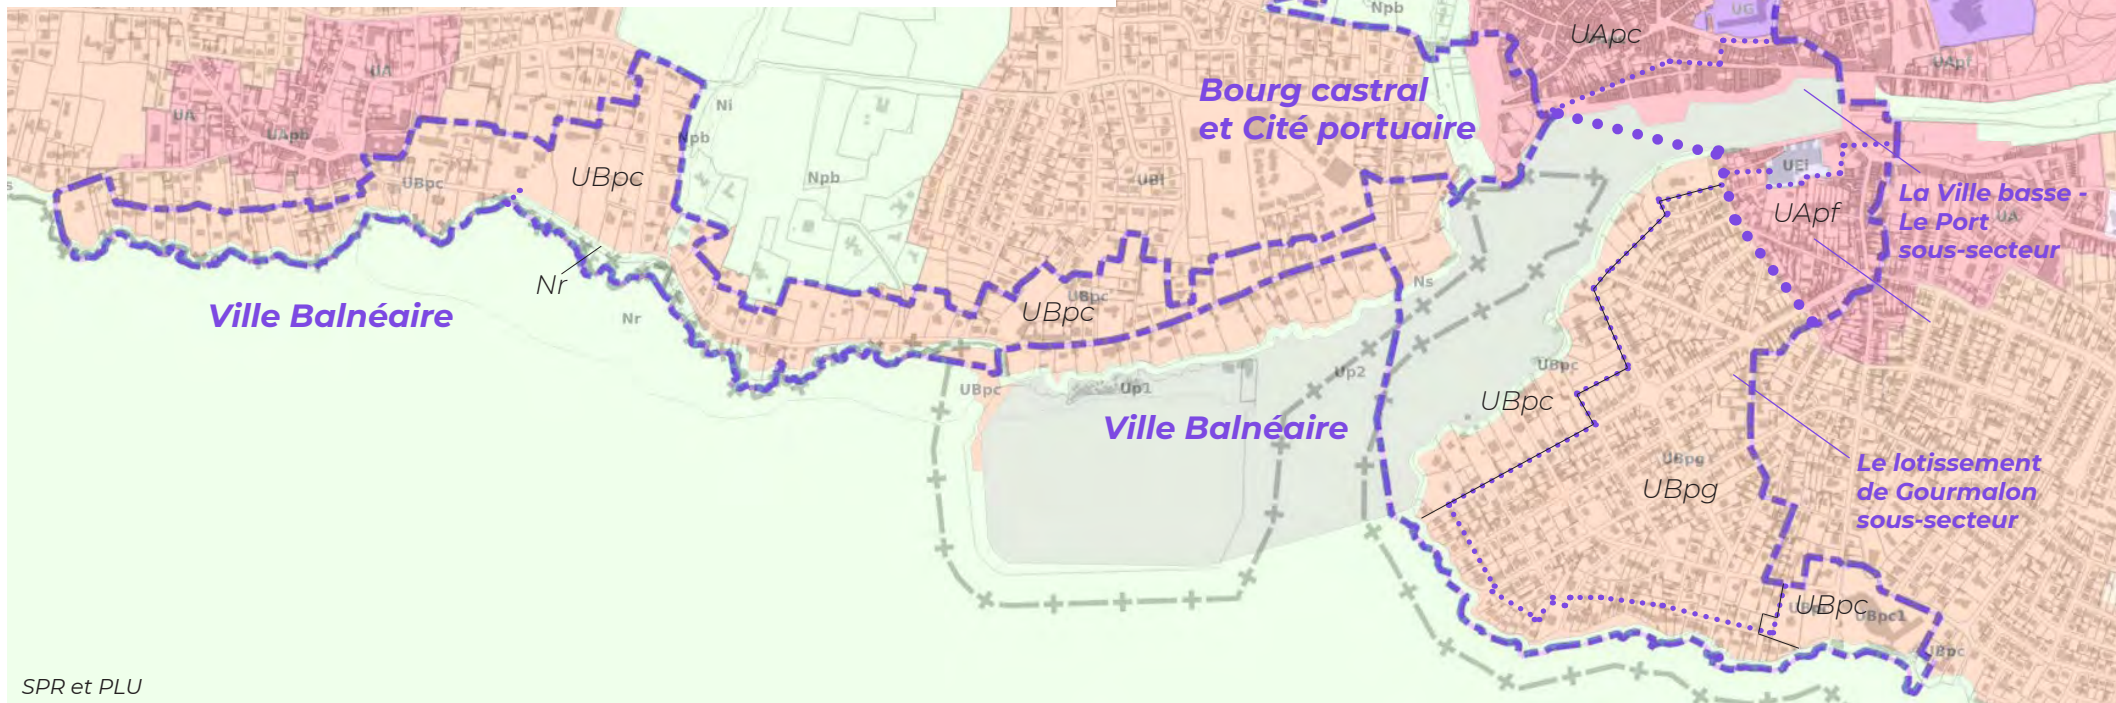 Npb
UG
UApc
UApf
UA
Bourg castral
et Cité portuaire
Ni
UA
UApb
Npb
UEi
UBpc
UBpc
Npb
UBl
La Ville basse -
Le Port
sous-secteur
UApf
UA
Nr
Ns
UBpc
UBpc
Ville Balnéaire
Nr
Up2
UBpc
UBpc
Up1
UBpc
Ville Balnéaire
UBpg
UBpg
Le lotissement
de Gourmalon
sous-secteur
UBpc
UBpc1
UBpc
SPR et PLU